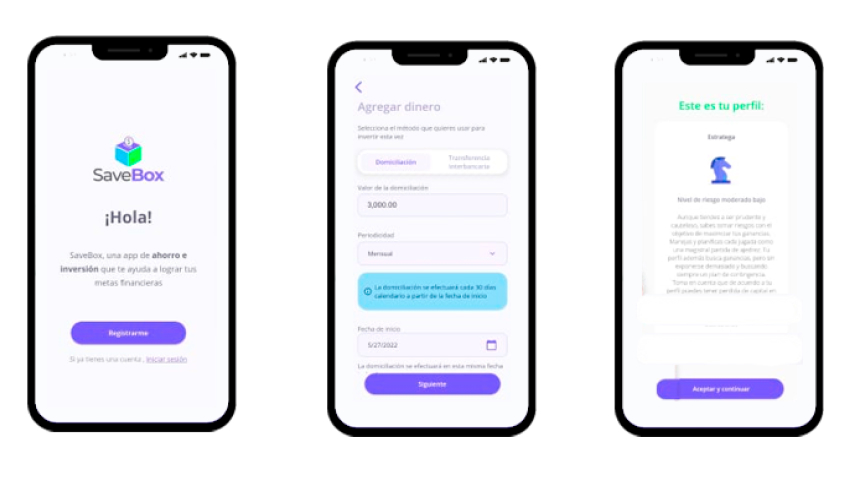 SaveBox
¡Hola!
SaveBox, una app de ahorro e
inversión que te ayuda a lograr tus
metas financieras
Registrarme
Si ya tienes una cuenta , Iniciar sesión
Agregar dinero
Selecciona el método que quieres usar para
invertir esta vez
Domiciliación
Transferencia
interbancaria
Valor de la domiciliación
3,000.00
Periodicidad
Mensual
La domiciliación se efectuará cada 30 días
calendario a partir de la fecha de inicio
Fecha de inicio
5/27/2022
La domiciliación se efectuará en esta misma fecha
Siguiente
Este es tu perfil:
Estratega
Nivel de riesgo moderado bajo
Aunque tiendes a ser prudente y
cauteloso, sabes tomar riesgos con el
objetivo de maximizar tus ganancias.
Manejas y planificas cada jugada como
una magistral partida de ajedrez. Tu
perfil además busca ganancias, pero sin
exponerse demasiado y buscando
siempre un plan de contingencia.
Toma en cuenta que de acuerdo a tu
perfil puedes tener pérdida de capital en
Aceptar y continuar